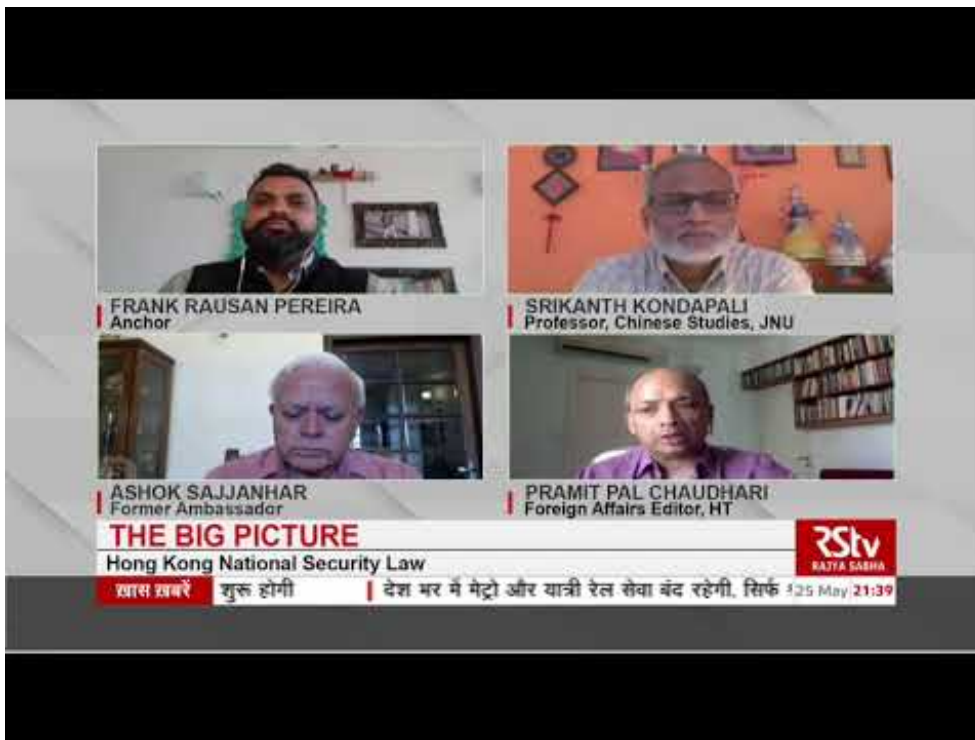 FRANK RAUSAN PEREIRA
Anchor
SRIKANTH KONDAPALI
Professor, Chinese Studies, JNU
ASHOK SAJJANHAR
Former Ambassador
PRAMIT PAL CHAUDHARI
Foreign Affairs Editor, HT
THE BIG PICTURE
Hong Kong National Security Law
RStv
RAJYA SABHA
ख़ास ख़बरें
शुरू होगी
देश भर में मेट्रो और यात्री रेल सेवा बंद रहेगी, सिर्फ
25 May 21:39